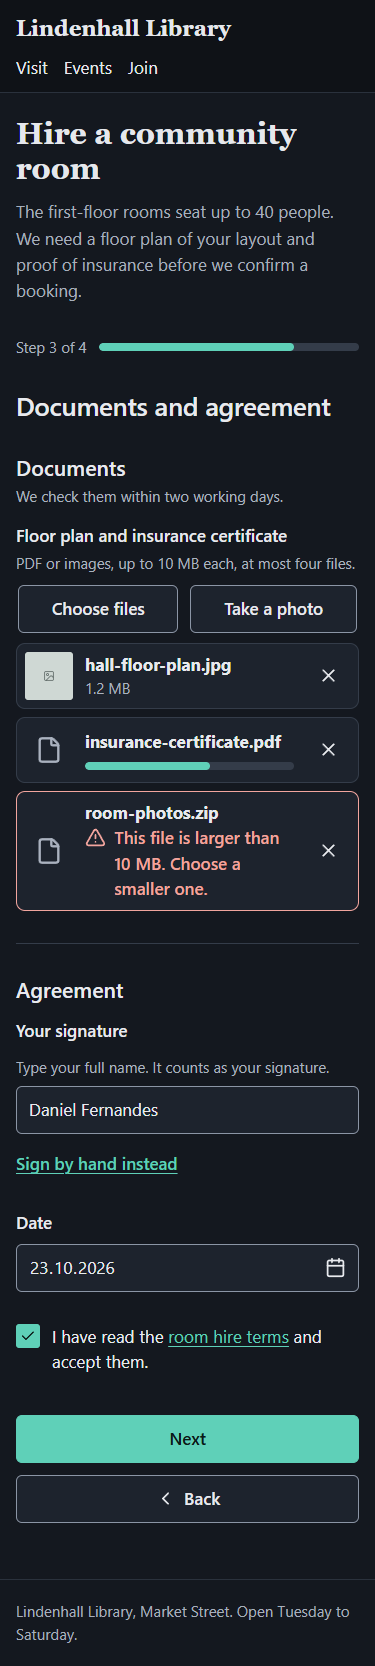 Lindenhall Library
Visit Events Join
Hire a community
room
The first-floor rooms seat up to 40 people.
We need a floor plan of your layout and
proof of insurance before we confirm a
booking.
Step 3 of 4
Documents and agreement
Documents
We check them within two working days.
Floor plan and insurance certificate
PDF or images, up to 10 MB each, at most four files.
Choose files Take a photo
hall-floor-plan.jpg
1.2 MB
insurance-certificate.pdf
room-photos.zip
This file is larger than
10 MB. Choose a
smaller one.
Agreement
Your signature
Type your full name. It counts as your signature.
Daniel Fernandes
Sign by hand instead
Date
23.10.2026
I have read the room hire terms and
accept them.
Next
Back
Lindenhall Library, Market Street. Open Tuesday to
Saturday.